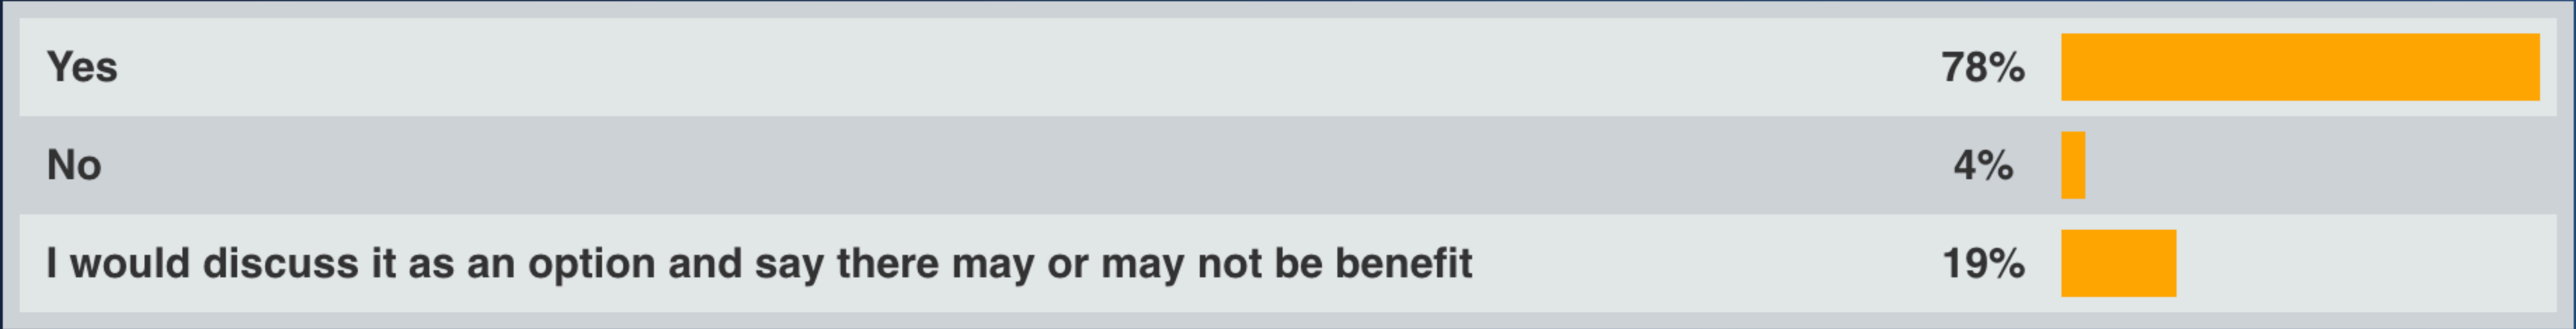 Yes 78%
No 4%
I would discuss it as an option and say there may or may not be benefit 19%